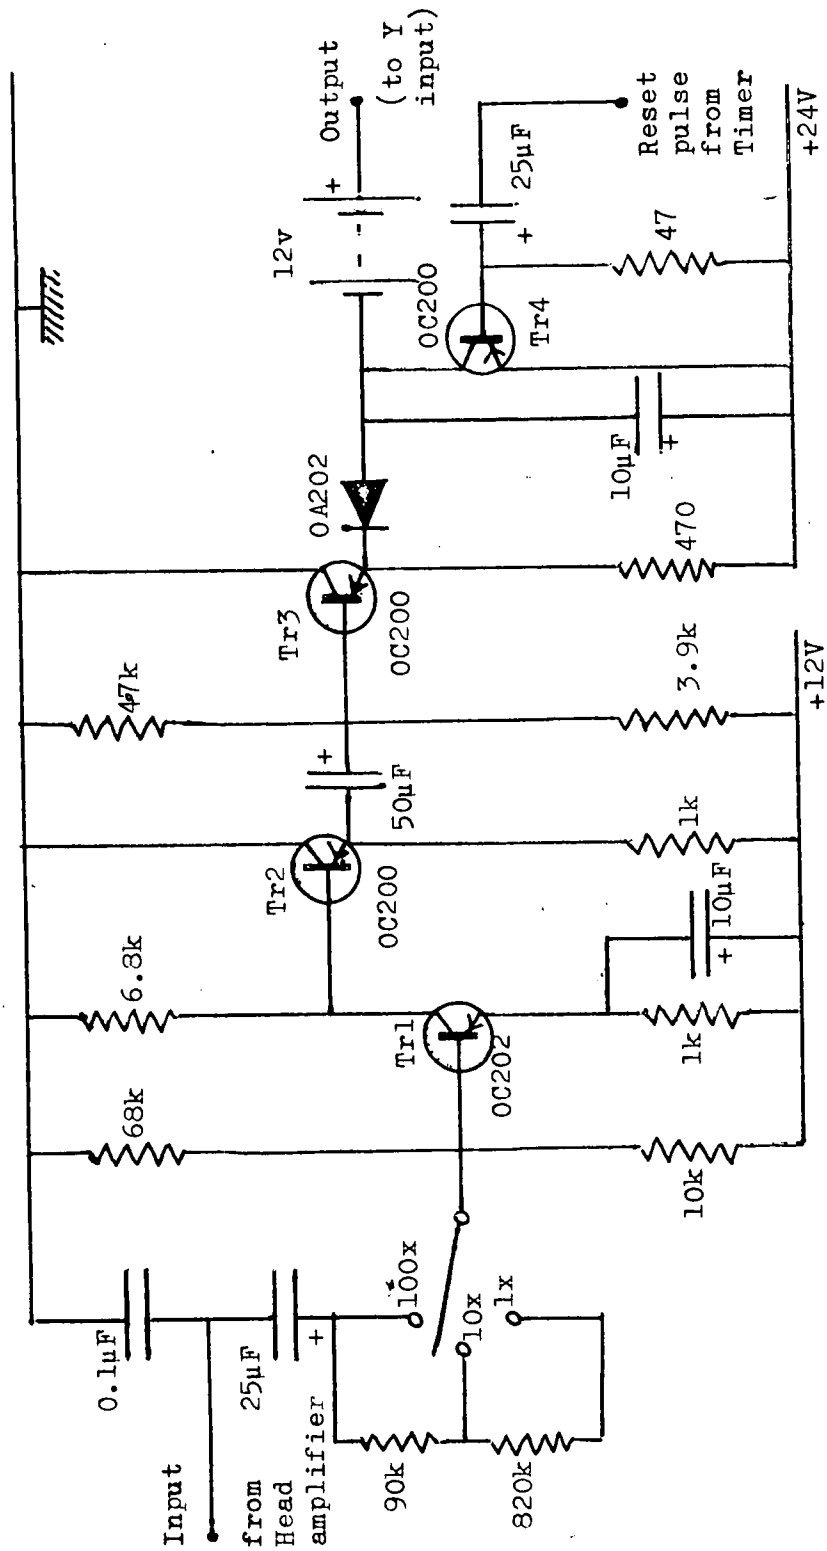 0.1µF
68k
6.8k
4.7k
Input
from
Head
amplifier
25µF
Tr2
Tr3
OA202
12v
+
Output
(to Y
input)
+
OC200
50µF
+
OC200
OC200
Tr4
25µF
+
90k
820k
100x
10x
1x
Tr1
OC202
10µF
+
Reset
pulse
from
Timer
10k
1k
10µF
+
1k
3.9k
470
47
+12V
+24V